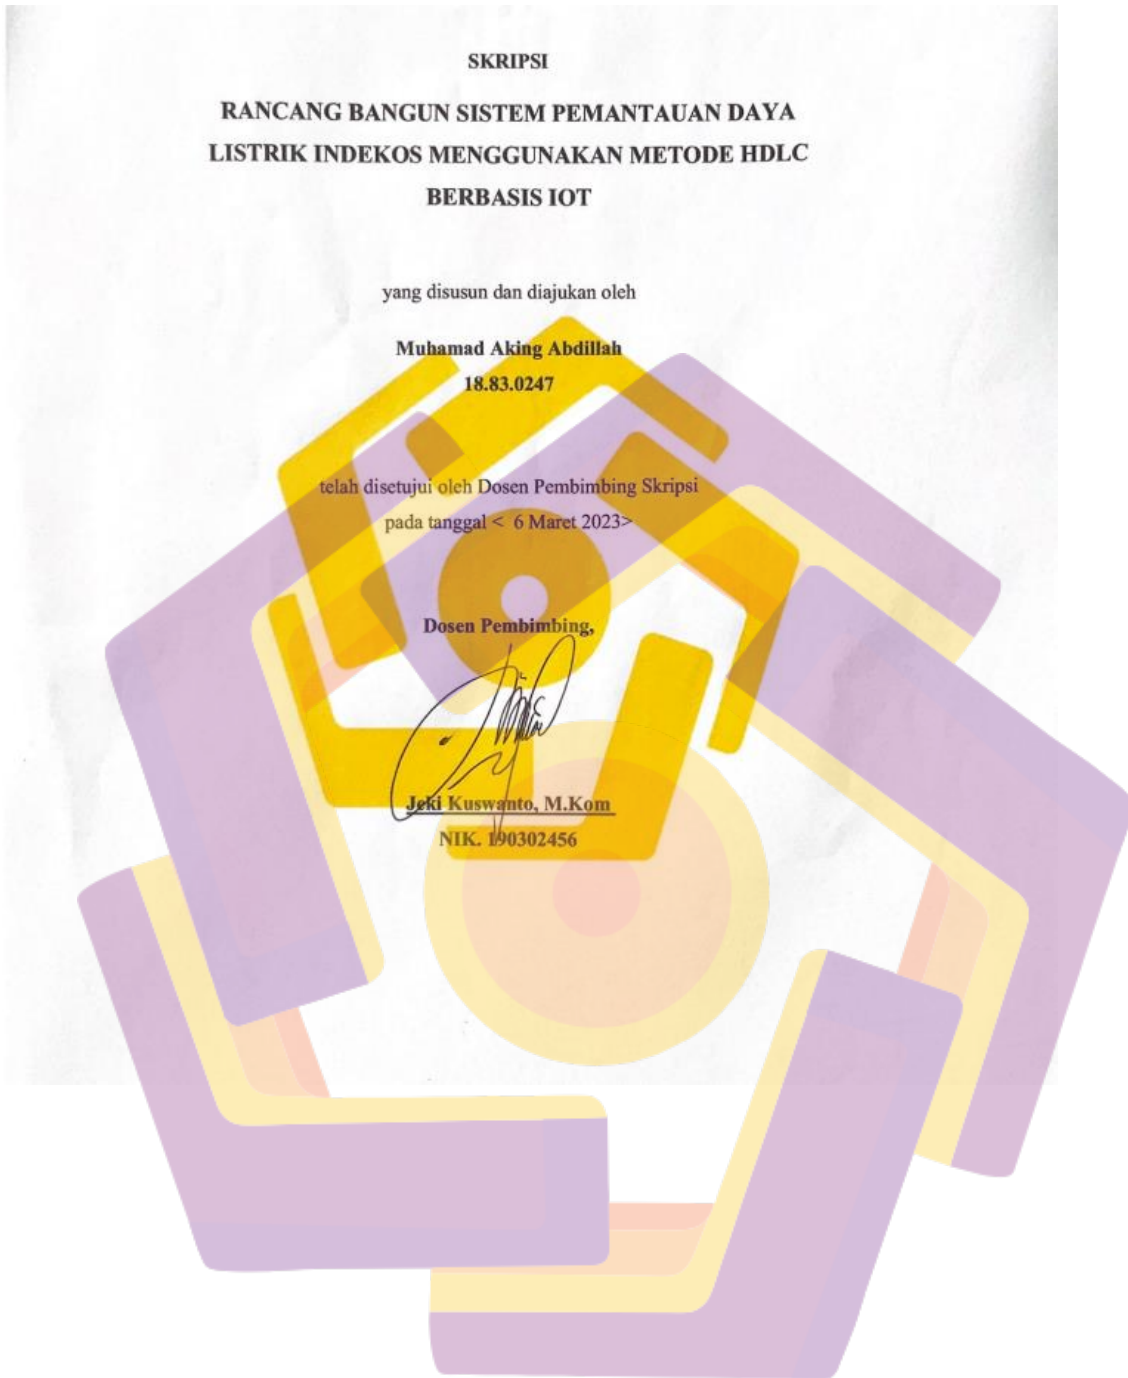 SKRIPSI
RANCANG BANGUN SISTEM PEMANTAUAN DAYA
LISTRIK INDEKOS MENGGUNAKAN METODE HDLC
BERBASIS IOT
yang disusun dan diajukan oleh
Muhamad Aking Abdillah
18.83.0247
telah disetujui oleh Dosen Pembimbing Skripsi
pada tanggal < 6 Maret 2023>
Dosen Pembimbing,
Jeki Kuswanto, M.Kom
NIK. 190302456